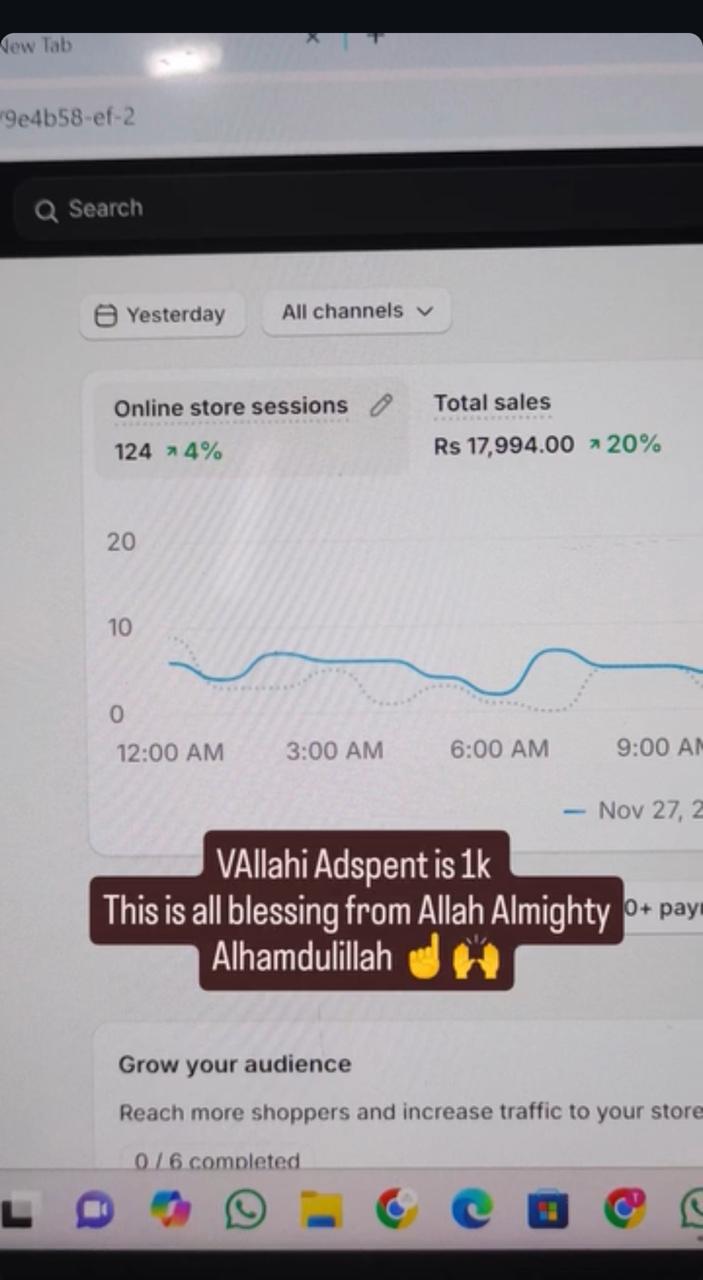 New Tab
9e4b58-ef-2
Search
Yesterday
All channels
Online store sessions
Total sales
124 4%
Rs 17,994.00 20%
20
10
0
12:00 AM 3:00 AM 6:00 AM 9:00 AM
Nov 27, 2
VAllahi Adspent is 1k
This is all blessing from Allah Almighty
Alhamdulillah ☝️🙌
0+ payı
Grow your audience
Reach more shoppers and increase traffic to your store
0 / 6 completed